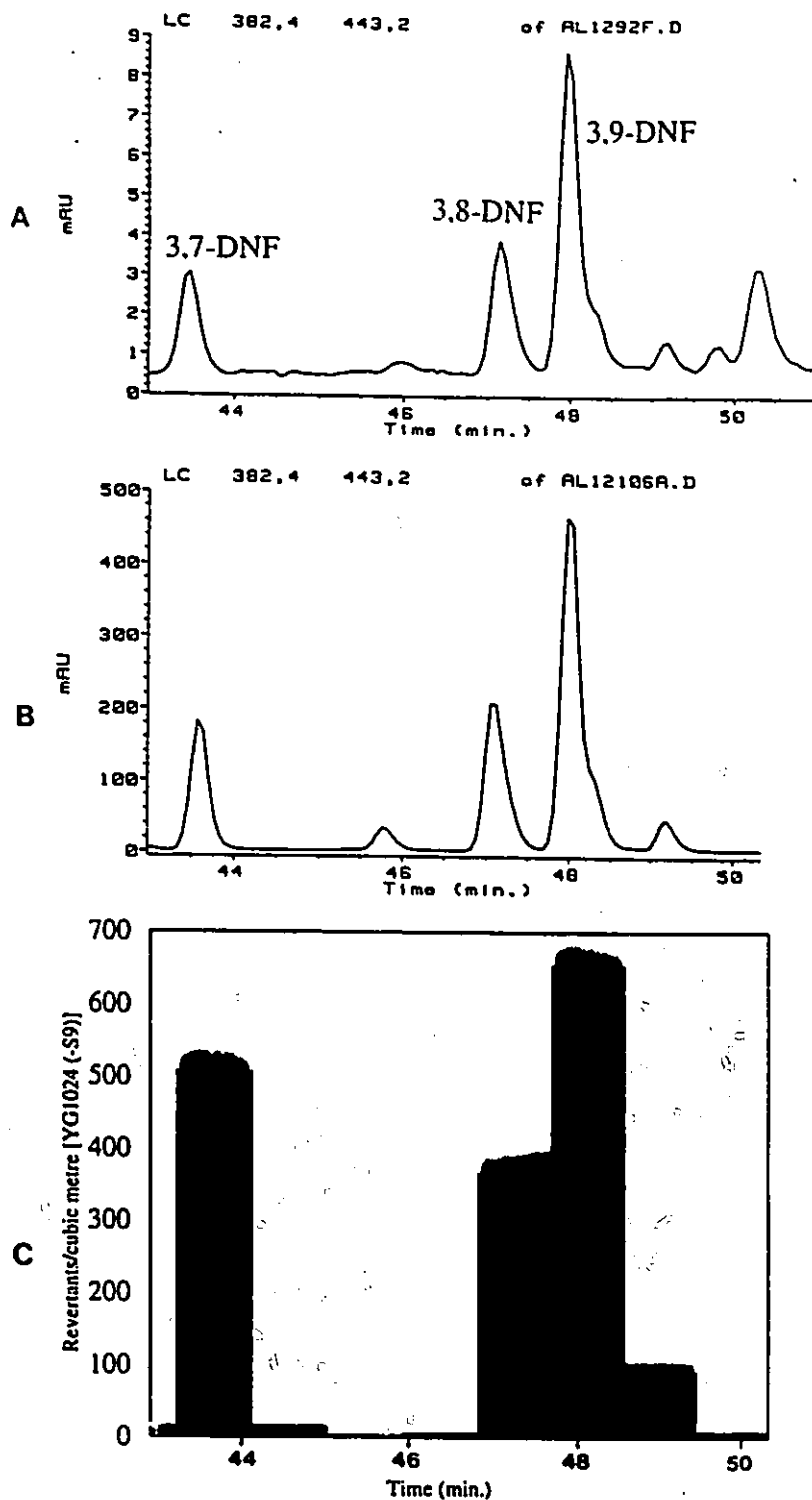 LC 382,4 443,2 of AL1292F.D
9
8
7
6
5
4
3
2
1
0
mAU
A
3,7-DNF
3,8-DNF
3,9-DNF
44 46 48 50
Time (min.)
LC 382,4 443,2 of AL12106A.D
500
400
300
200
100
0
mAU
B
44 46 48 50
Time (min.)
700
600
500
400
300
200
100
0
Revertants/cubic metre [YG1024 (-S9)]
C
44 46 48 50
Time (min.)